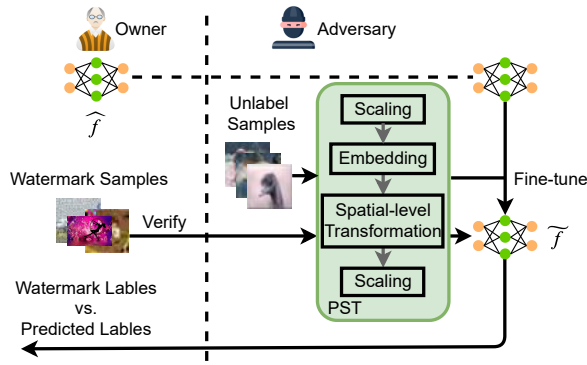 Owner
Adversary
f̂
Unlabel
Samples
Scaling
Embedding
Spatial-level
Transformation
Scaling
PST
Fine-tune
f̃
Watermark Samples
Verify
Watermark Lables
vs.
Predicted Lables